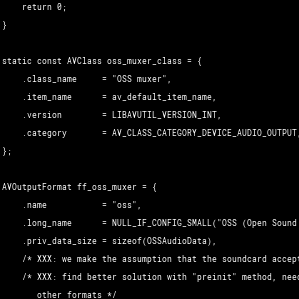 return 0;
}
static const AVClass oss_muxer_class = {
.class_name     = "OSS muxer",
.item_name      = av_default_item_name,
.version        = LIBAVUTIL_VERSION_INT,
.category       = AV_CLASS_CATEGORY_DEVICE_AUDIO_OUTPUT,
};
AVOutputFormat ff_oss_muxer = {
.name           = "oss",
.long_name      = NULL_IF_CONFIG_SMALL("OSS (Open Sound
.priv_data_size = sizeof(OSSAudioData),
/* XXX: we make the assumption that the soundcard accept
/* XXX: find better solution with "preinit" method, need
other formats */